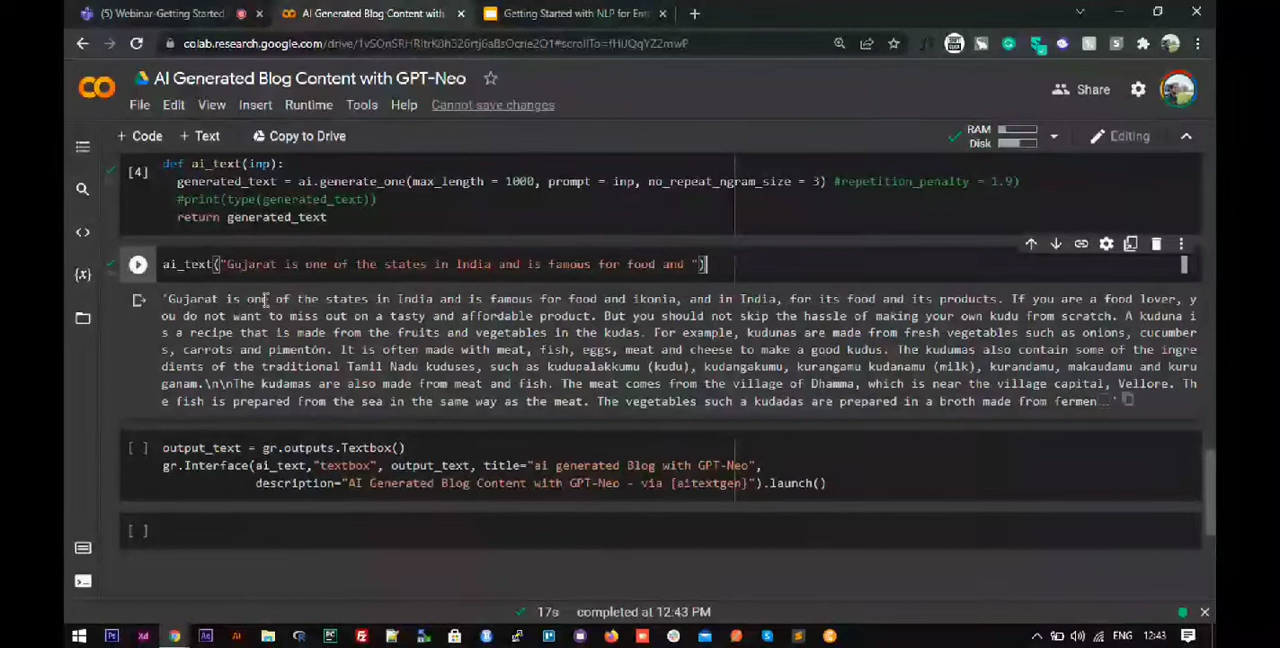 (5) Webinar-Getting Started
AI Generated Blog Content with
Getting Started with NLP for Ent
AI Generated Blog Content with GPT-Neo
File Edit View Insert Runtime Tools Help Cannot save changes
Share
+ Code + Text Copy to Drive
RAM
Disk
Editing
[4]
def ai_text(inp):
generated_text = ai.generate_one(max_length = 1000, prompt = inp, no_repeat_ngram_size = 3) #repetition_penalty = 1.9)
#print(type(generated_text))
return generated_text
ai_text("Gujarat is one of the states in India and is famous for food and ")
'Gujarat is one of the states in India and is famous for food and ikonia, and in India, for its food and its products. If you are a food lover, y
ou do not want to miss out on a tasty and affordable product. But you should not skip the hassle of making your own kudu from scratch. A kuduna i
s a recipe that is made from the fruits and vegetables in the kudas. For example, kudunas are made from fresh vegetables such as onions, cucumber
s, carrots and pimentón. It is often made with meat, fish, eggs, meat and cheese to make a good kudus. The kudumas also contain some of the ingre
dients of the traditional Tamil Nadu kuduses, such as kudupalakkumu (kudu), kudangakumu, kurangamu kudanamu (milk), kurandamu, makaudamu and kuru
ganam.\n\nThe kudamas are also made from meat and fish. The meat comes from the village of Dhamma, which is near the village capital, Vellore. Th
e fish is prepared from the sea in the same way as the meat. The vegetables such a kudadas are prepared in a broth made from fermen '
[ ]
output_text = gr.outputs.Textbox()
gr.Interface(ai_text,"textbox", output_text, title="ai generated Blog with GPT-Neo",
description="AI Generated Blog Content with GPT-Neo - via {aitextgen}").launch()
[ ]
17s completed at 12:43 PM
ENG 12:43